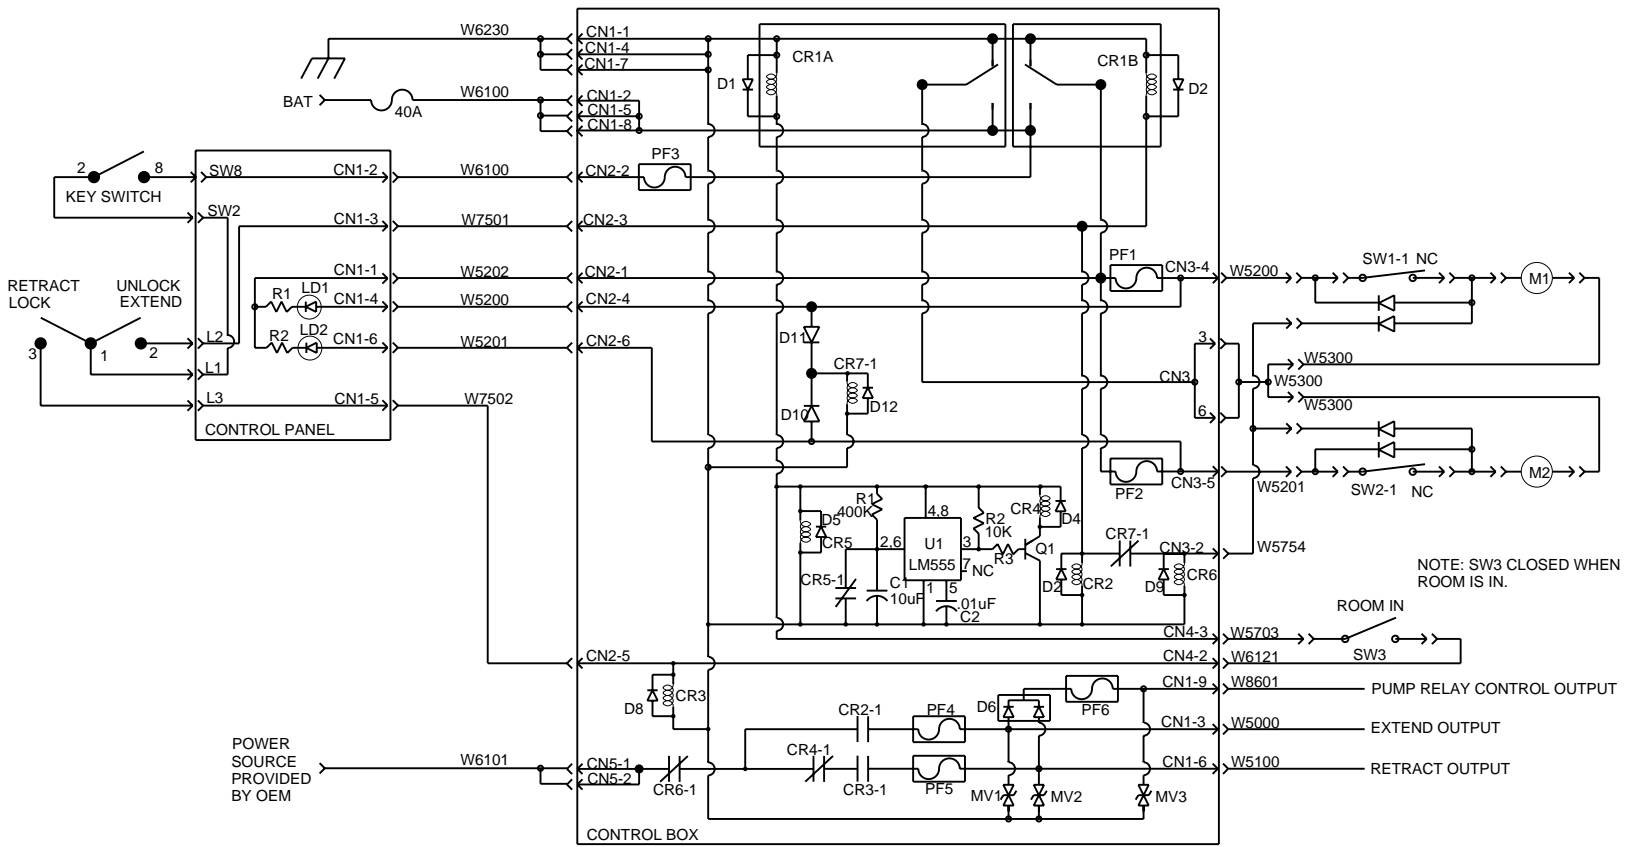 W6230
CN1-1
CN1-4
CN1-7
CR1A
CR1B
D1
D2
BAT
40A
W6100
CN1-2
CN1-5
CN1-8
PF3
2
8
KEY SWITCH
SW8
CN1-2
W6100
CN2-2
SW2
CN1-3
W7501
CN2-3
PF1
CN3-4
W5200
SW1-1 NC
M1
CN1-1
W5202
CN2-1
RETRACT
LOCK
UNLOCK
EXTEND
R1
LD1
CN1-4
W5200
CN2-4
R2
LD2
CN1-6
W5201
CN2-6
D11
3
1
2
L2
L1
L3
CN1-5
W7502
CONTROL PANEL
CR7-1
D12
D10
3
CN3
6
W5300
W5300
W5300
PF2
CN3-5
W5201
SW2-1
NC
M2
R1
400K
D5
CR5
CR5-1
2,6
4,8
U1
LM555
3
7
NC
1
5
C1
10uF
.01uF
C2
R2
10K
R3
Q1
CR4
D4
D2
CR2
CR7-1
CN3-2
W5754
D9
CR6
NOTE: SW3 CLOSED WHEN
ROOM IS IN.
ROOM IN
SW3
CN4-3
W5703
CN2-5
CN4-2
W6121
D8
CR3
D6
PF6
CN1-9
W8601
PUMP RELAY CONTROL OUTPUT
CR2-1
PF4
CN1-3
W5000
EXTEND OUTPUT
POWER
SOURCE
PROVIDED
BY OEM
W6101
CN5-1
CN5-2
CR6-1
CR4-1
CR3-1
PF5
CN1-6
W5100
RETRACT OUTPUT
MV1
MV2
MV3
CONTROL BOX